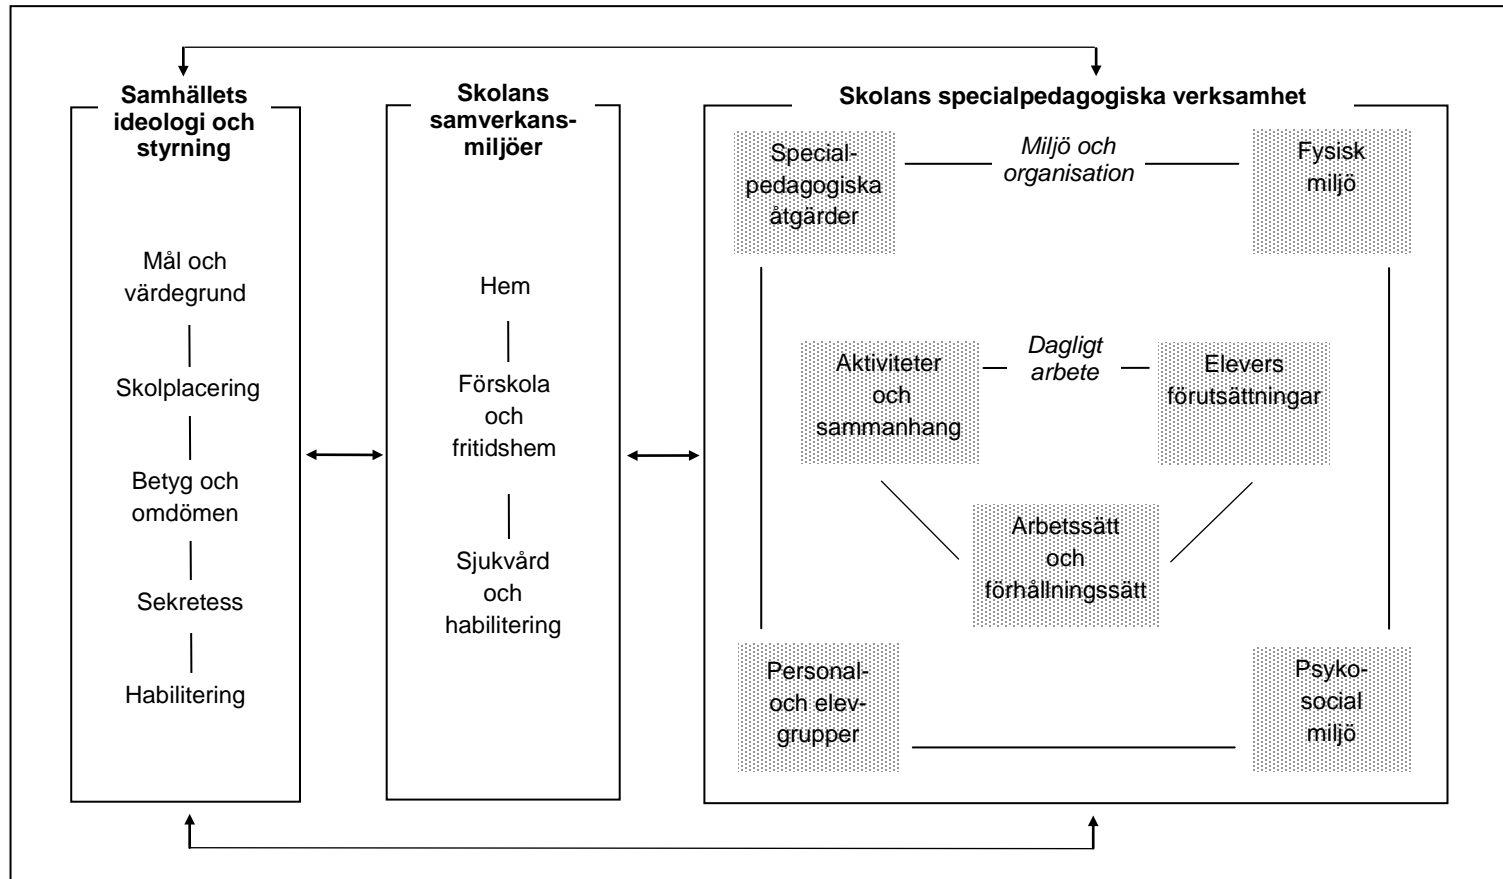 Samhällets
ideologi och
styrning
Mål och
värdegrund
Skolplacering
Betyg och
omdömen
Sekretess
Habilitering
Skolans
samverkans-
miljöer
Hem
Förskola
och
fritidshem
Sjukvård
och
habilitering
Skolans specialpedagogiska verksamhet
Special-
pedagogiska
åtgärder
Miljö och
organisation
Fysisk
miljö
Aktiviteter
och
sammanhang
Dagligt
arbete
Elevers
förutsättningar
Arbetssätt
och
förhållningssätt
Personal-
och elev-
grupper
Psyko-
social
miljö